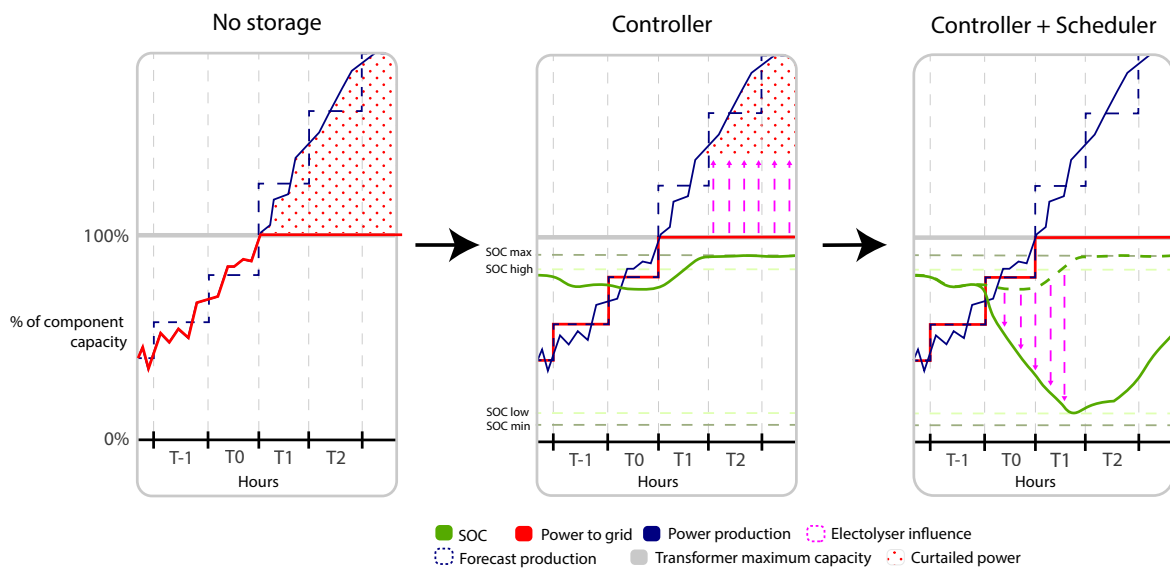 No storage
Controller
Controller + Scheduler
100%
% of component
capacity
0%
T-1 T0 T1 T2
Hours
SOC max
SOC high
SOC low
SOC min
T-1 T0 T1 T2
Hours
T-1 T0 T1 T2
Hours
SOC Power to grid Power production Electolyser influence
Forecast production Transformer maximum capacity Curtailed power